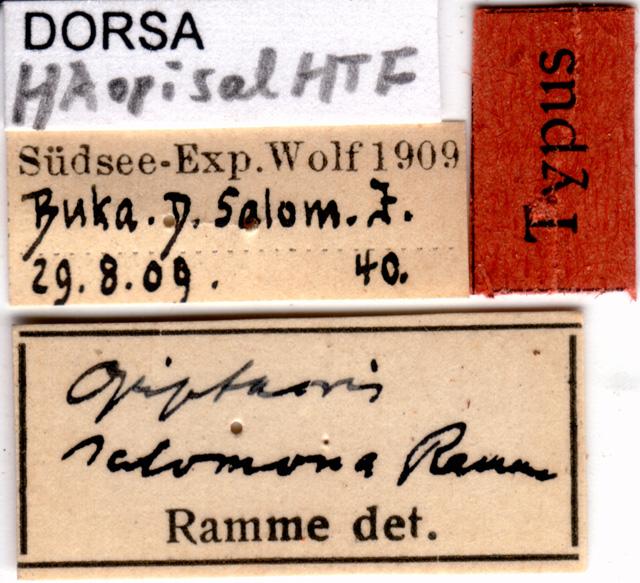 DORSA
HAopisalHTF
Südsee-Exp. Wolf 1909
Buka. D. Salom. I.
29.8.09. 40.
Typus
Opiptacris
salomona Ramme
Ramme det.